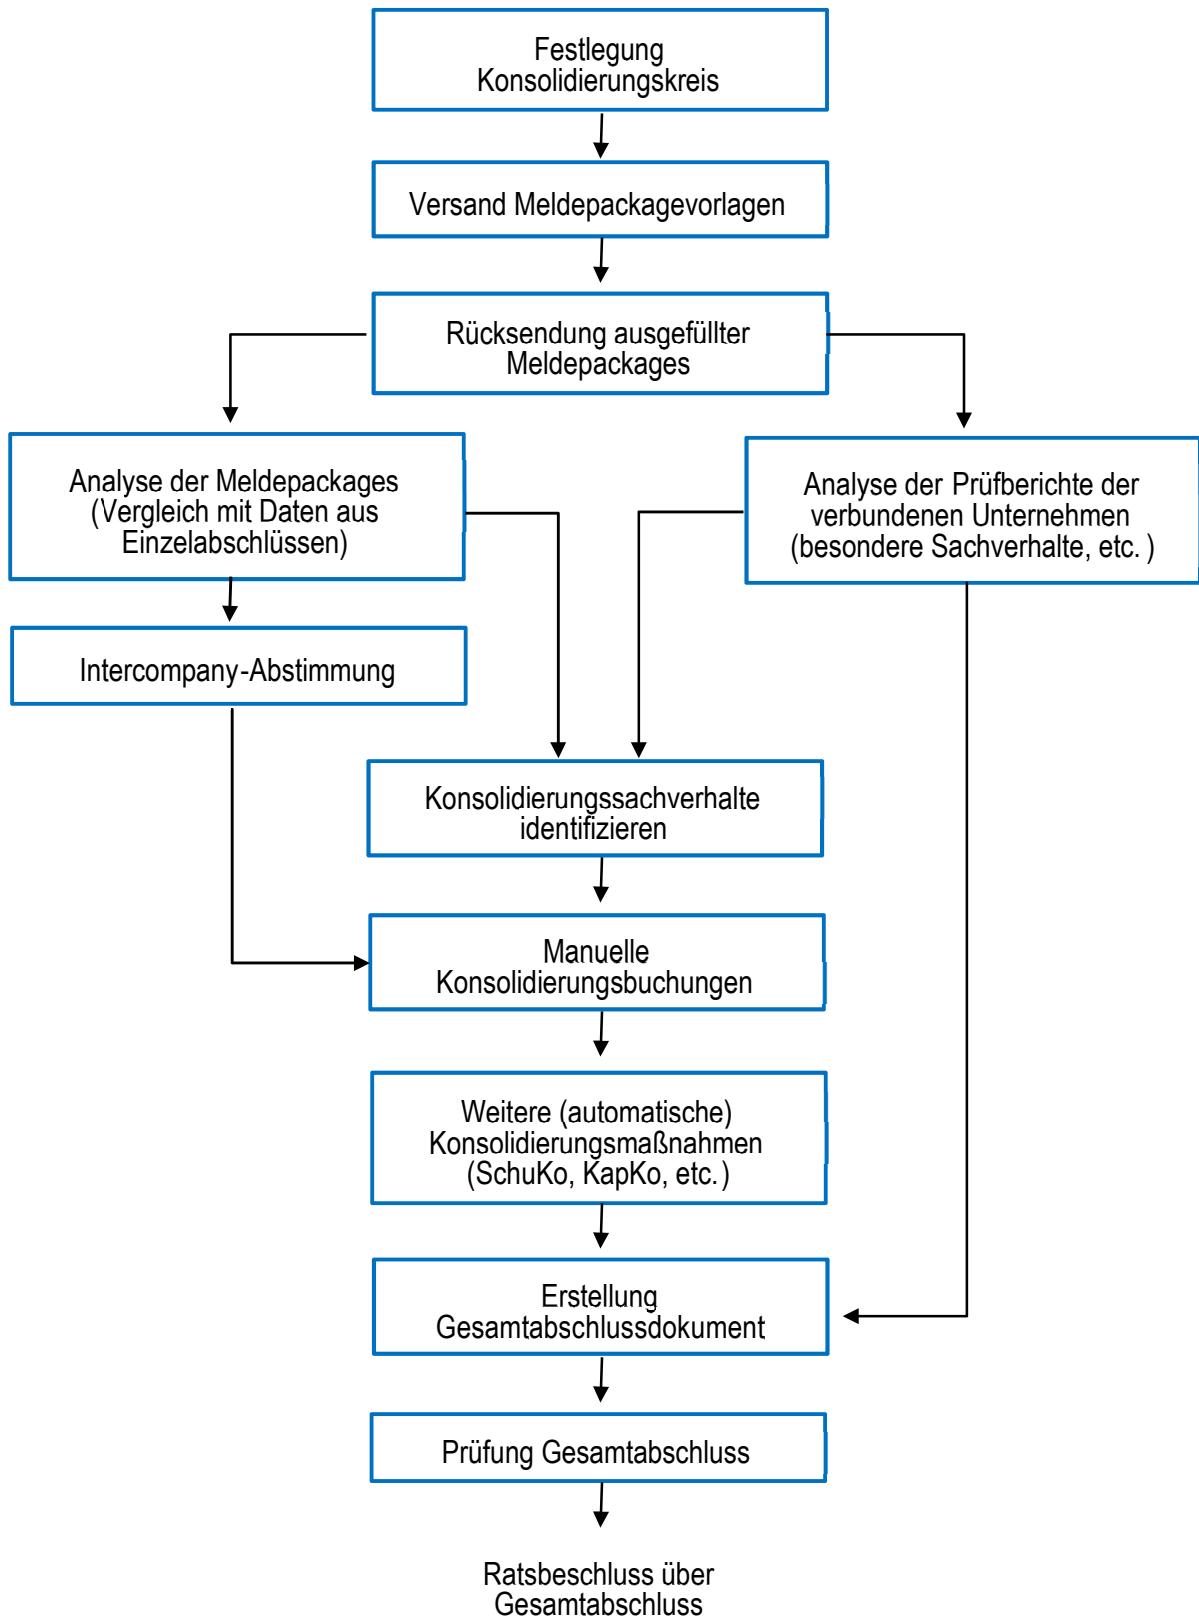 Festlegung
Konsolidierungskreis
Versand Meldepackagevorlagen
Rücksendung ausgefüllter
Meldepackages
Analyse der Meldepackages
(Vergleich mit Daten aus
Einzelabschlüssen)
Analyse der Prüfberichte der
verbundenen Unternehmen
(besondere Sachverhalte, etc. )
Intercompany-Abstimmung
Konsolidierungssachverhalte
identifizieren
Manuelle
Konsolidierungsbuchungen
Weitere (automatische)
Konsolidierungsmaßnahmen
(SchuKo, KapKo, etc. )
Erstellung
Gesamtabschlussdokument
Prüfung Gesamtabschluss
Ratsbeschluss über
Gesamtabschluss